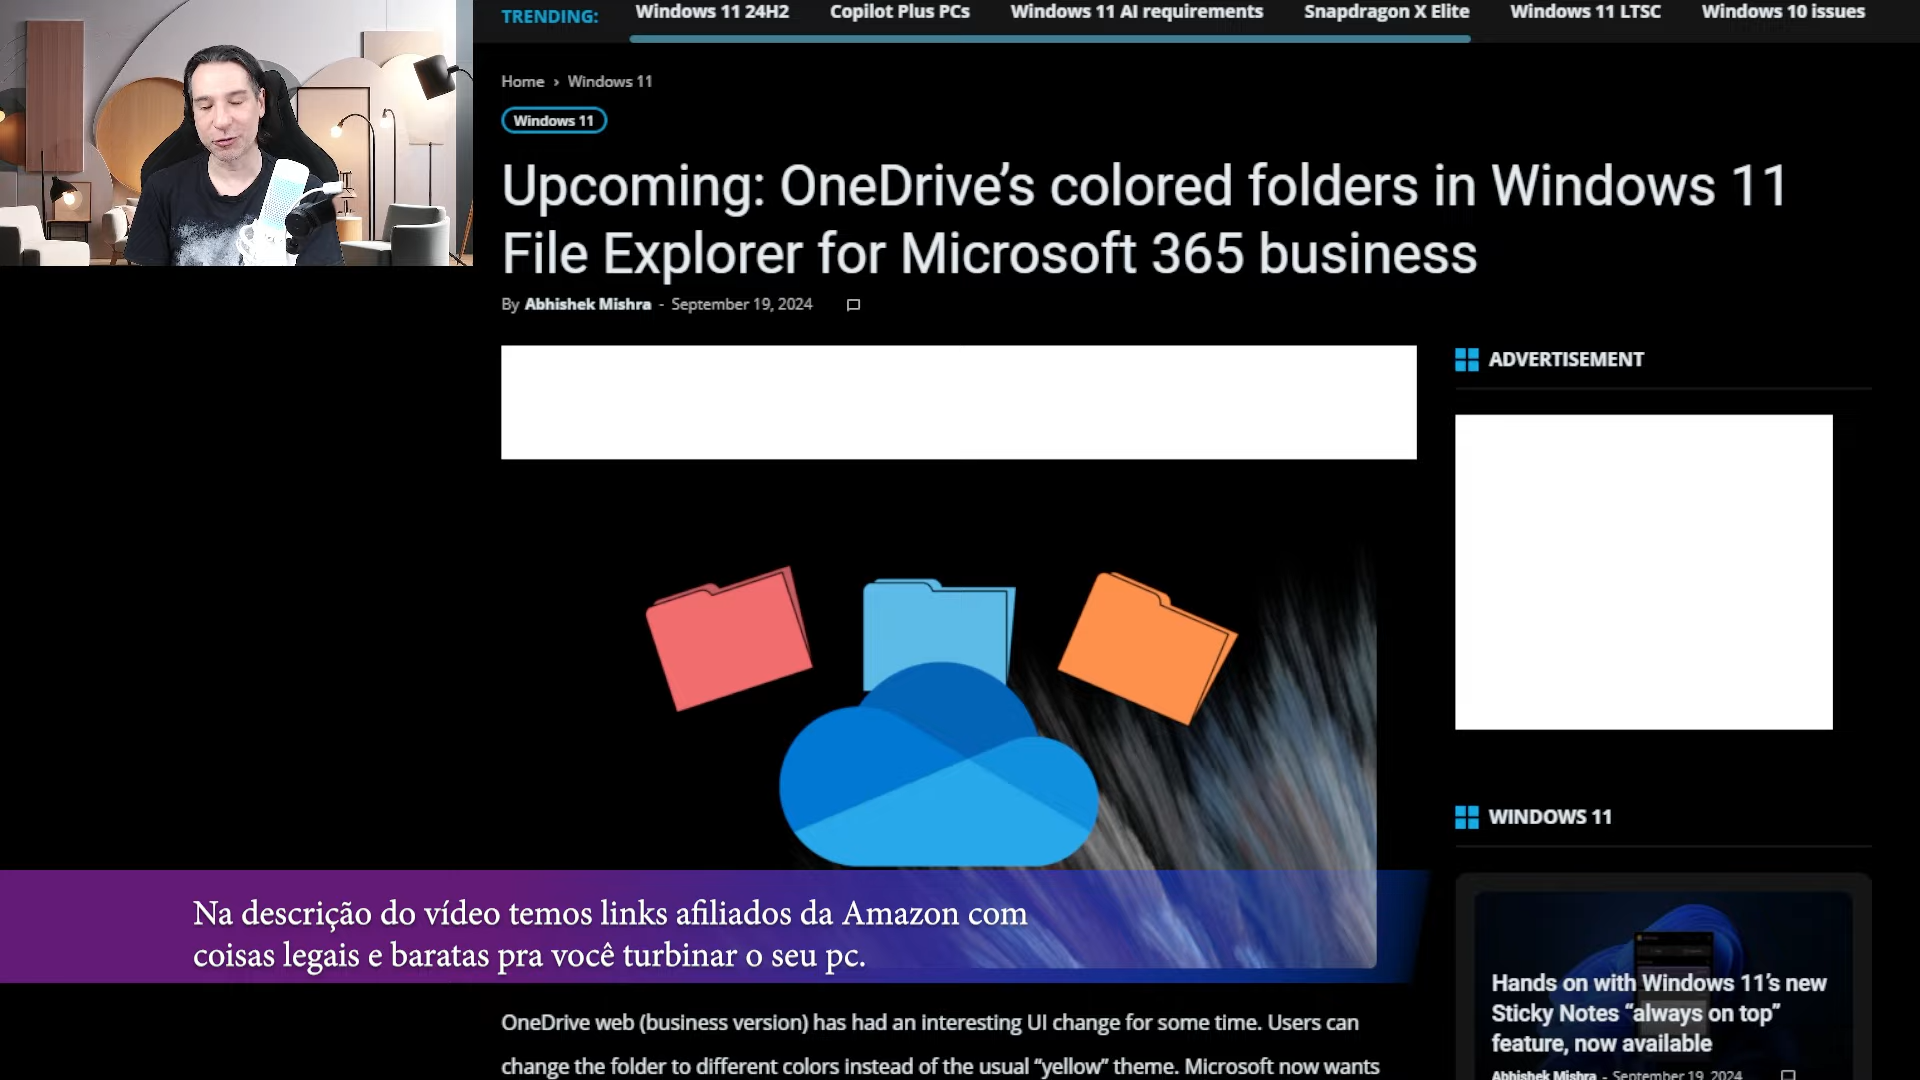 TRENDING:
Windows 11 24H2
Copilot Plus PCs
Windows 11 AI requirements
Snapdragon X Elite
Windows 11 LTSC
Windows 10 issues
Home › Windows 11
Windows 11
Upcoming: OneDrive’s colored folders in Windows 11
File Explorer for Microsoft 365 business
By Abhishek Mishra - September 19, 2024
ADVERTISEMENT
WINDOWS 11
Na descrição do vídeo temos links afiliados da Amazon com
coisas legais e baratas pra você turbinar o seu pc.
OneDrive web (business version) has had an interesting UI change for some time. Users can
change the folder to different colors instead of the usual “yellow” theme. Microsoft now wants
Hands on with Windows 11’s new
Sticky Notes “always on top”
feature, now available
Abhishek Mishra - September 19, 2024